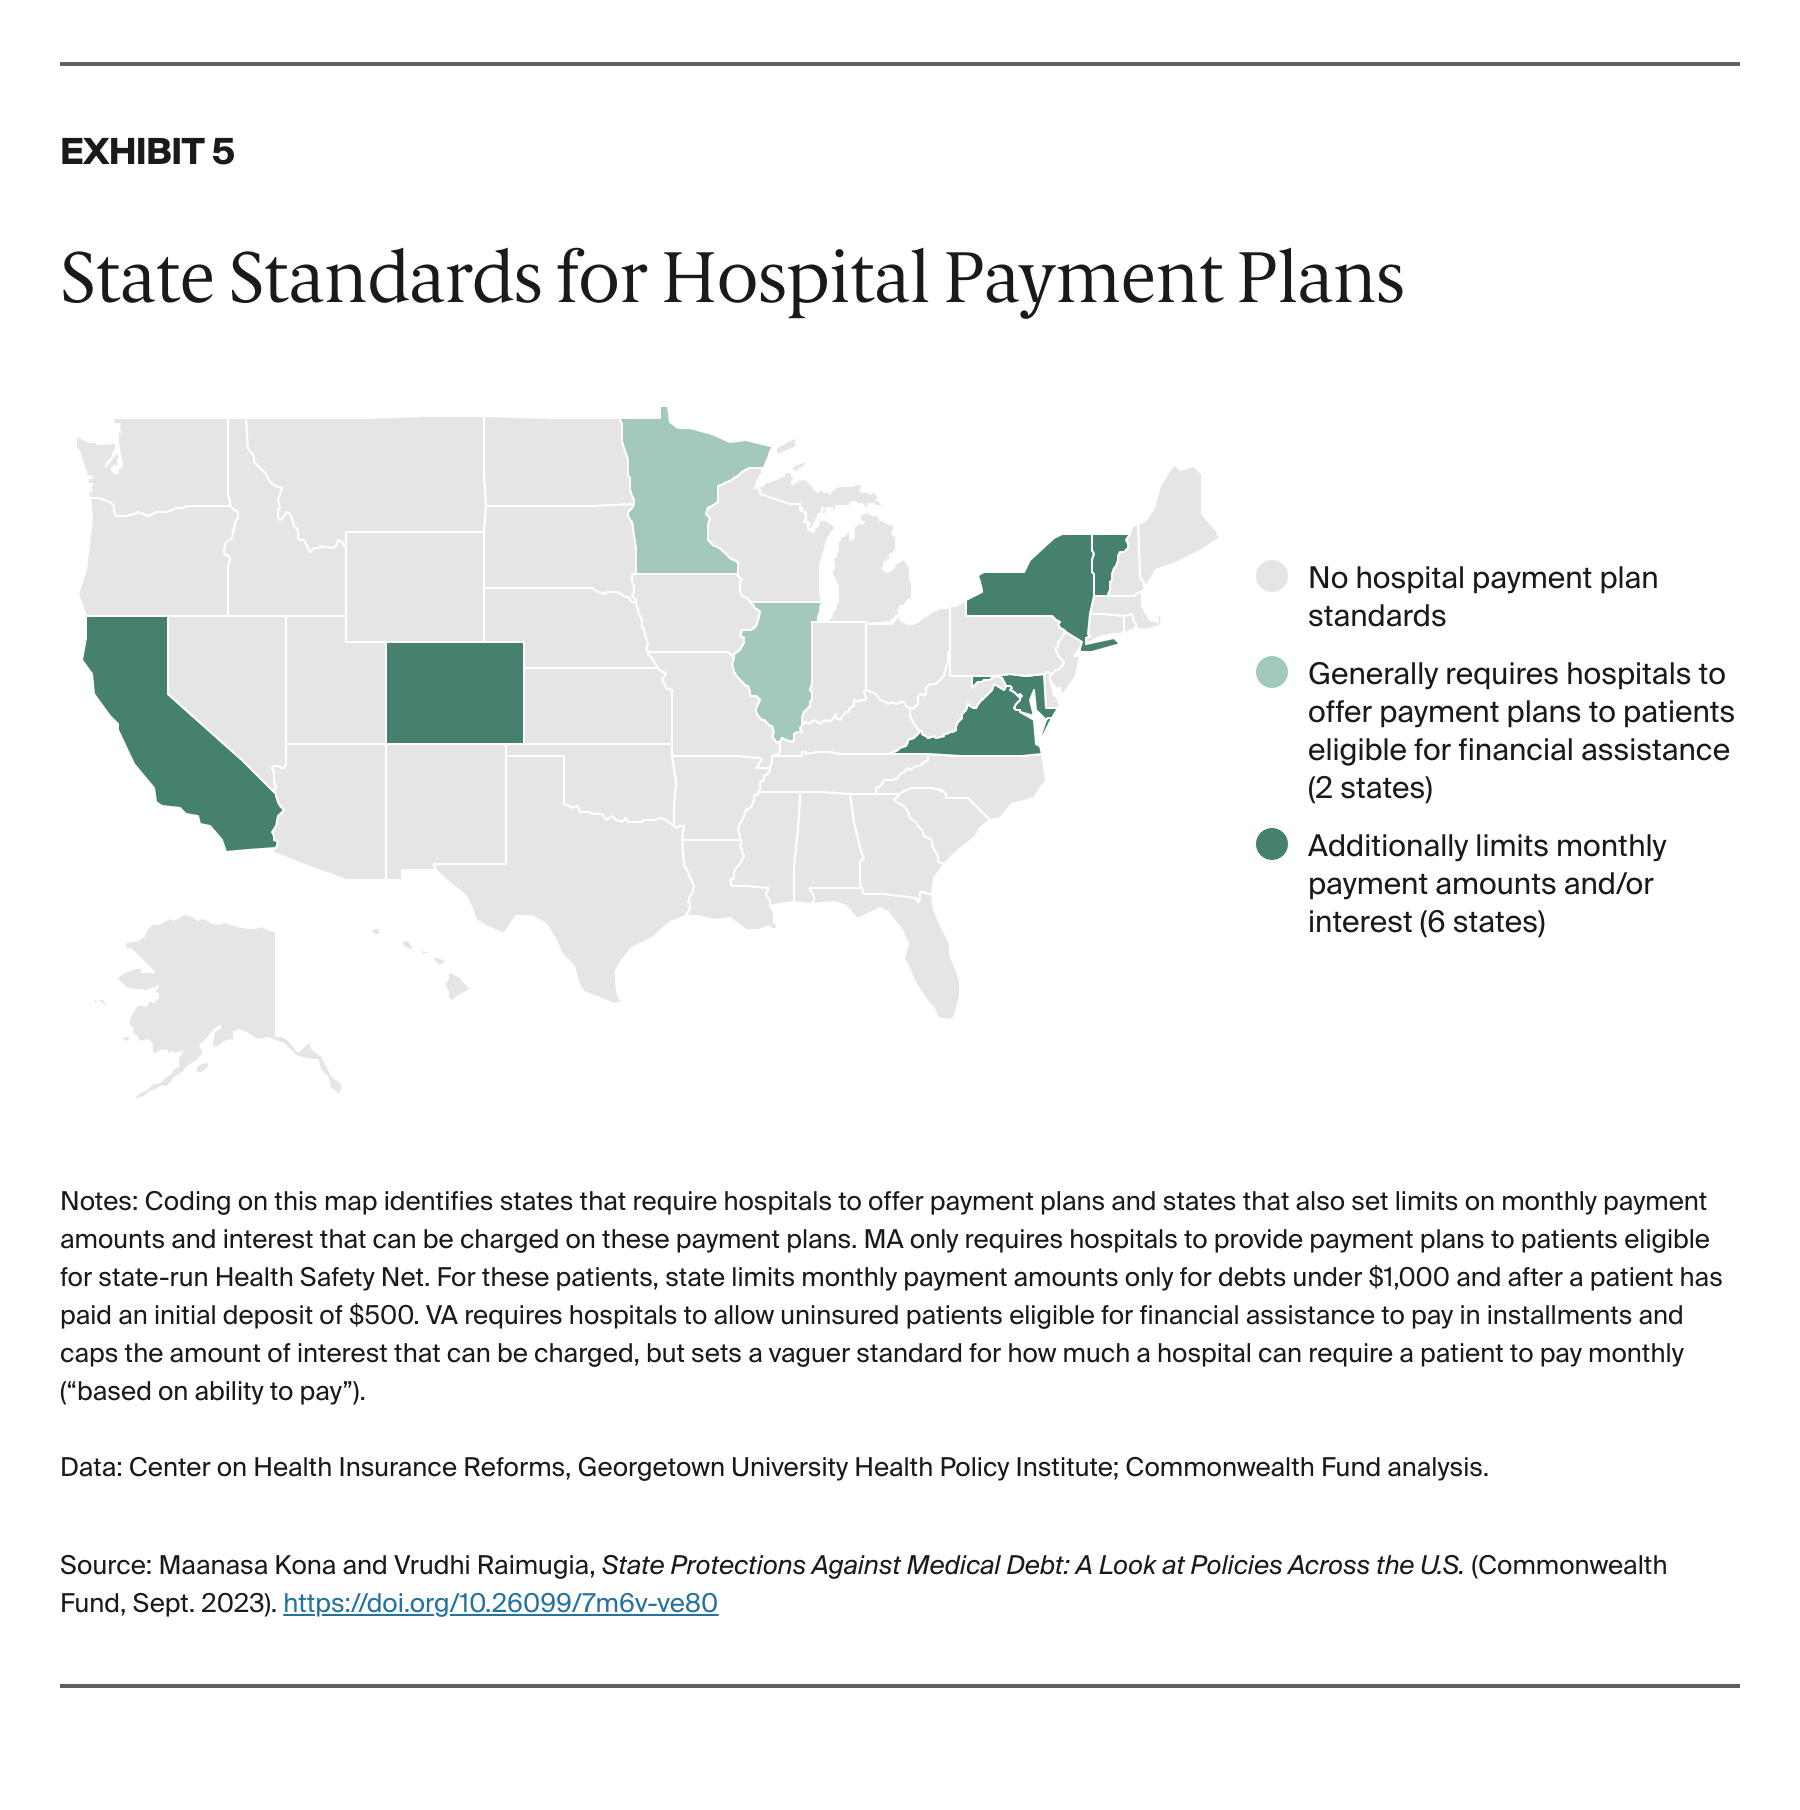 EXHIBIT 5
State Standards for Hospital Payment Plans
No hospital payment plan
standards
Generally requires hospitals to
offer payment plans to patients
eligible for financial assistance
(2 states)
Additionally limits monthly
payment amounts and/or
interest (6 states)
Notes: Coding on this map identifies states that require hospitals to offer payment plans and states that also set limits on monthly payment
amounts and interest that can be charged on these payment plans. MA only requires hospitals to provide payment plans to patients eligible
for state-run Health Safety Net. For these patients, state limits monthly payment amounts only for debts under $1,000 and after a patient has
paid an initial deposit of $500. VA requires hospitals to allow uninsured patients eligible for financial assistance to pay in installments and
caps the amount of interest that can be charged, but sets a vaguer standard for how much a hospital can require a patient to pay monthly
(“based on ability to pay”).
Data: Center on Health Insurance Reforms, Georgetown University Health Policy Institute; Commonwealth Fund analysis.
Source: Maanasa Kona and Vrudhi Raimugia, State Protections Against Medical Debt: A Look at Policies Across the U.S. (Commonwealth
Fund, Sept. 2023). https://doi.org/10.26099/7m6v-ve80